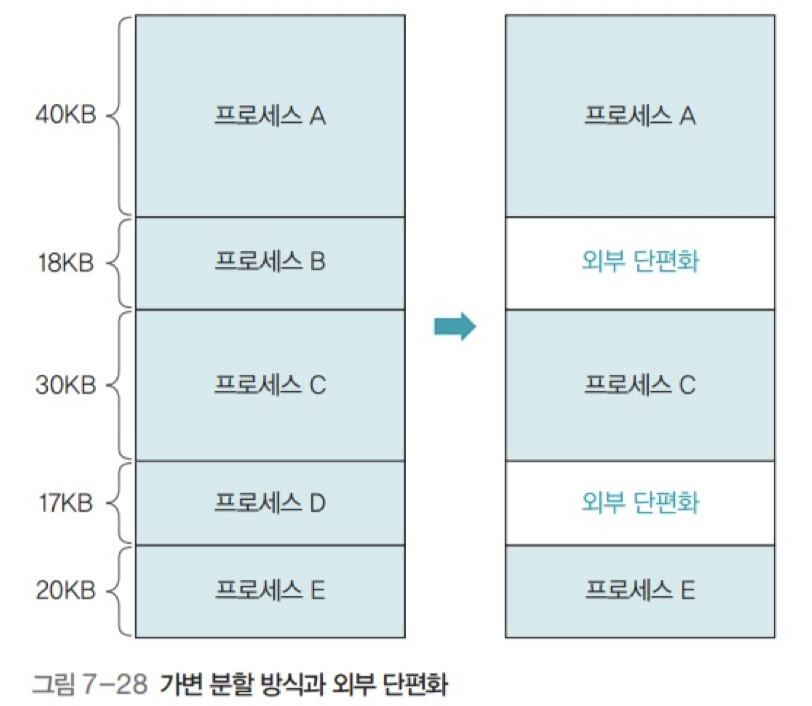 40KB
프로세스 A
프로세스 A
18KB
프로세스 B
외부 단편화
30KB
프로세스 C
프로세스 C
17KB
프로세스 D
외부 단편화
20KB
프로세스 E
프로세스 E
그림 7-28 가변 분할 방식과 외부 단편화